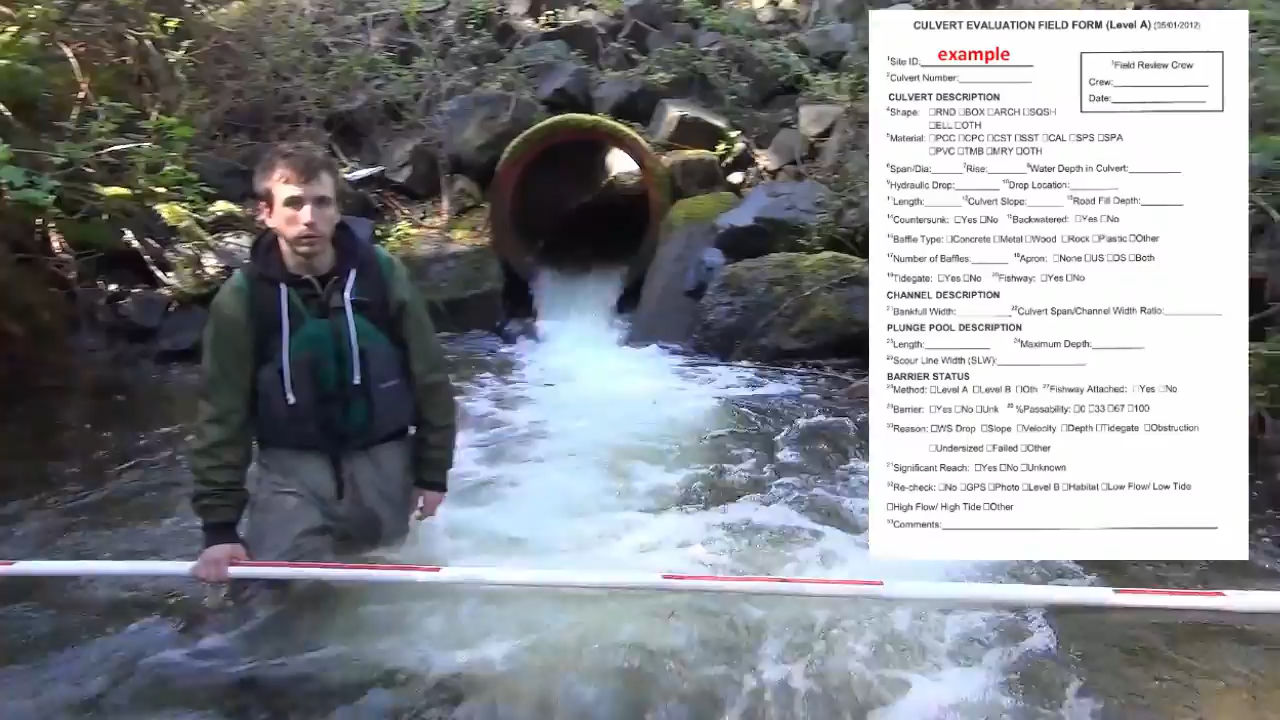 CULVERT EVALUATION FIELD FORM (Level A) (05/01/2012)
1Site ID: example
2Culvert Number:
3Field Review Crew
Crew:
Date:
CULVERT DESCRIPTION
4Shape: □RND □BOX □ARCH □SQSH
□ELL □OTH
5Material: □PCC □CPC □CST □SST □CAL □SPS □SPA
□PVC □TMB □MRY □OTH
6Span/Dia: 7Rise: 8Water Depth in Culvert:
9Hydraulic Drop: 10Drop Location:
11Length: 12Culvert Slope: 13Road Fill Depth:
14Countersunk: □Yes □No 15Backwatered: □Yes □No
16Baffle Type: □Concrete □Metal □Wood □Rock □Plastic □Other
17Number of Baffles: 18Apron: □None □US □DS □Both
19Tidegate: □Yes □No 20Fishway: □Yes □No
CHANNEL DESCRIPTION
21Bankfull Width: 22Culvert Span/Channel Width Ratio:
PLUNGE POOL DESCRIPTION
23Length: 24Maximum Depth:
25Scour Line Width (SLW):
BARRIER STATUS
26Method: □Level A □Level B □Oth 27Fishway Attached: □Yes □No
28Barrier: □Yes □No □Unk 29 %Passability: □0 □33 □67 □100
30Reason: □WS Drop □Slope □Velocity □Depth □Tidegate □Obstruction
□Undersized □Failed □Other
31Significant Reach: □Yes □No □Unknown
32Re-check: □No □GPS □Photo □Level B □Habitat □Low Flow/ Low Tide
□High Flow/ High Tide □Other
33Comments: